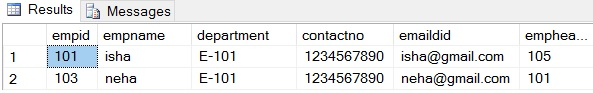 Results Messages
empid empname department contactno emaildid emphea...
1 101 isha E-101 1234567890 isha@gmail.com 105
2 103 neha E-101 1234567890 neha@gmail.com 101